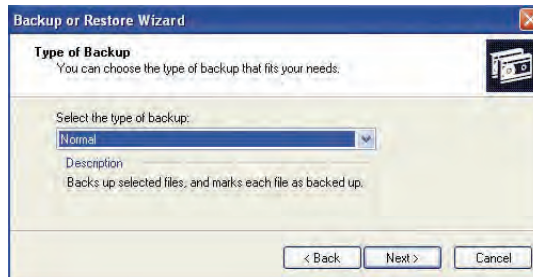 Backup or Restore Wizard
Type of Backup
You can choose the type of backup that fits your needs.
Select the type of backup:
Normal
Description
Backs up selected files, and marks each file as backed up.
< Back Next > Cancel